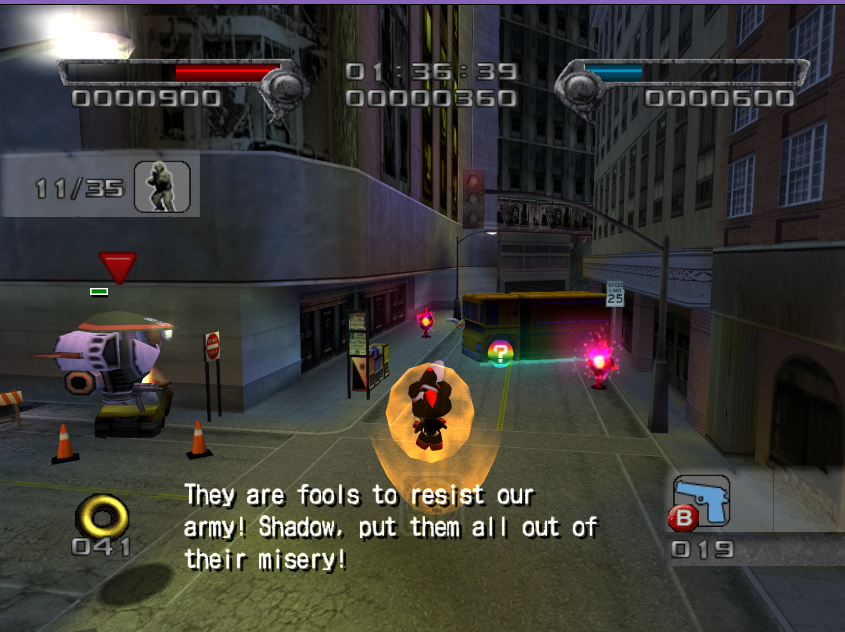 01:36:39
0000900
00000360
0000600
11/35
SPEED
LIMIT
25
?
They are fools to resist our
army! Shadow, put them all out of
their misery!
B
041
019